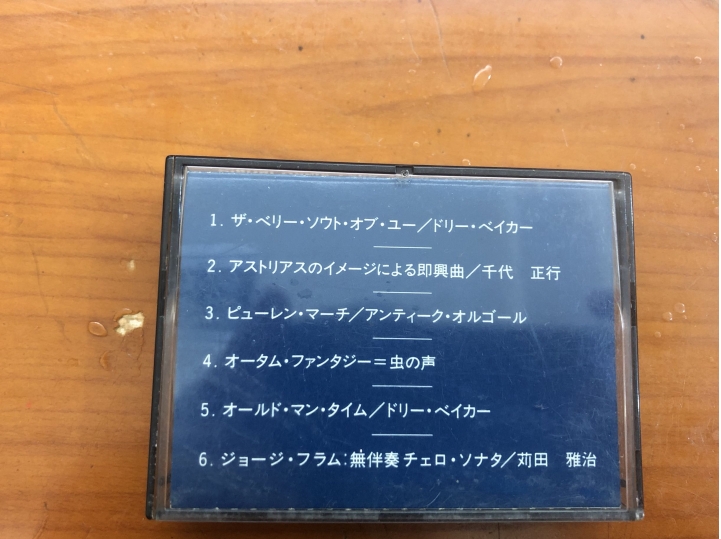 1. ザ・ベリー・ソウト・オブ・ユー／ドリー・ベイカー
2. アストリアスのイメージによる即興曲／千代　正行
3. ピューレン・マーチ／アンティーク・オルゴール
4. オータム・ファンタジー＝虫の声
5. オールド・マン・タイム／ドリー・ベイカー
6. ジョージ・フラム：無伴奏チェロ・ソナタ／苅田　雅治